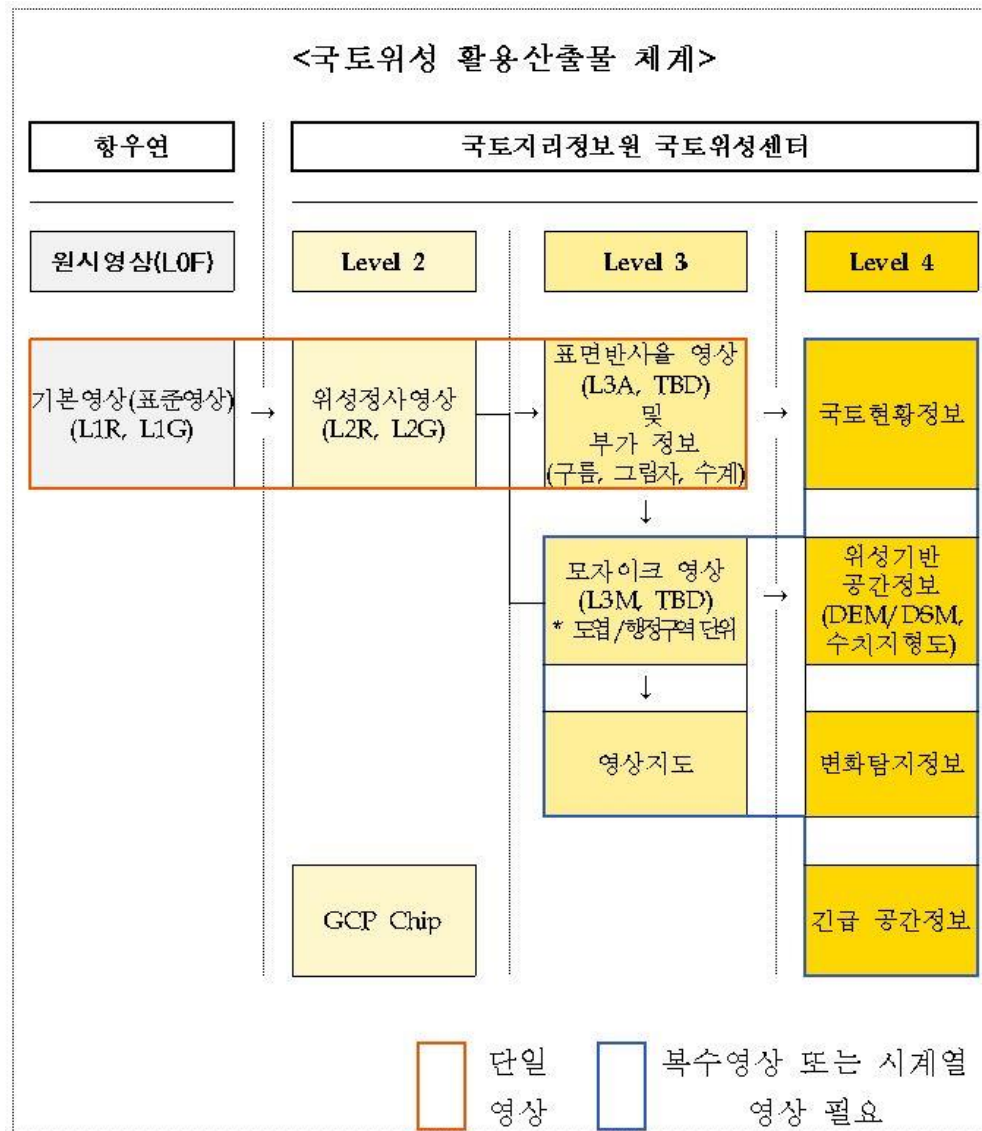 <국토위성 활용산출물 체계>
항우연
국토지리정보원 국토위성센터
원시영상(L0F)
Level 2
Level 3
Level 4
기본영상(표준영상)
(L1R, L1G)
→
위성정사영상
(L2R, L2G)
→
표면반사율 영상
(L3A, TBD)
및
부가 정보
(구름, 그림자, 수계)
→
국토현황정보
↓
모자이크 영상
(L3M, TBD)
* 도엽/행정구역 단위
→
위성기반
공간정보
(DEM/DSM,
수치지형도)
↓
영상지도
변화탐지정보
GCP Chip
긴급 공간정보
단일
영상
복수영상 또는 시계열
영상 필요